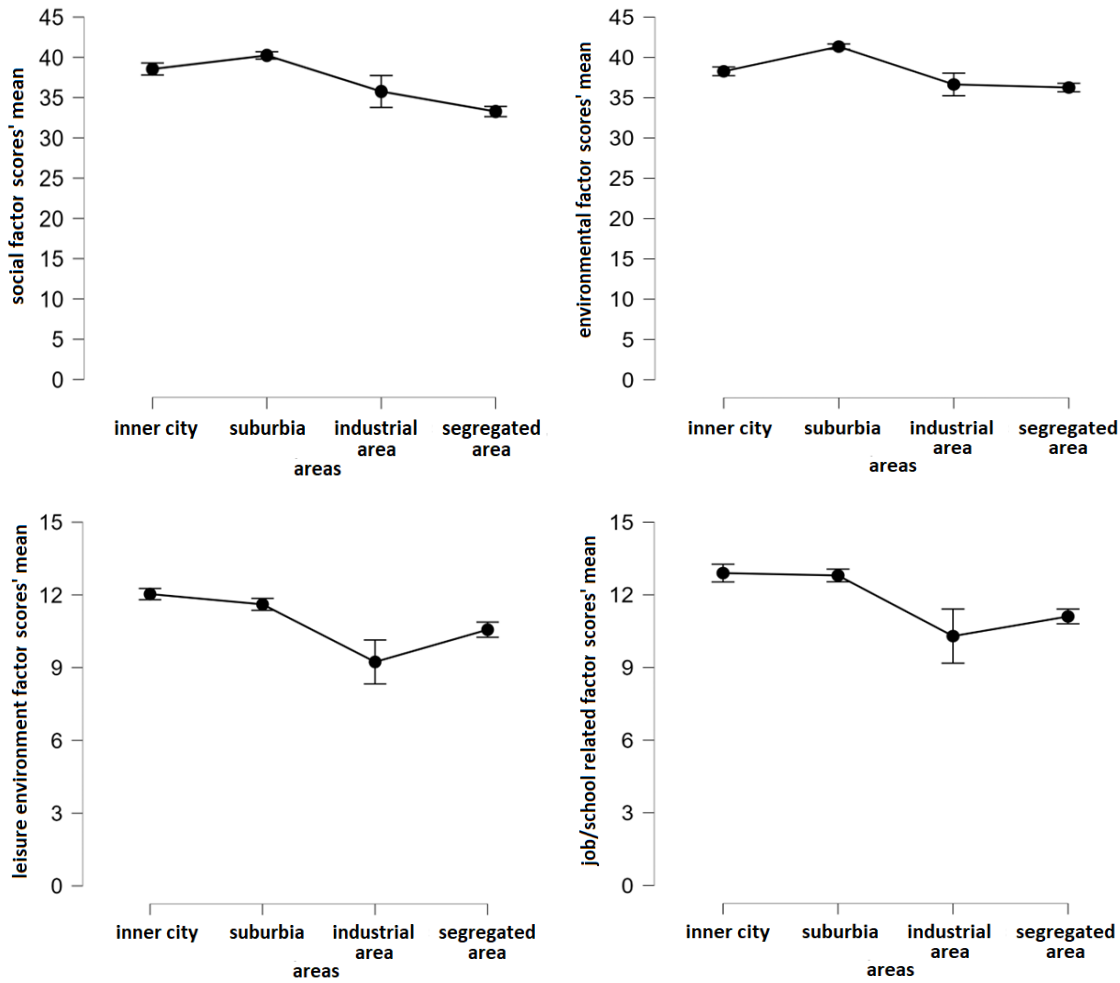 social factor scores' mean
45
40
35
30
25
20
15
10
5
0
inner city suburbia industrial area segregated area
areas
environmental factor scores' mean
45
40
35
30
25
20
15
10
5
0
inner city suburbia industrial area segregated area
areas
leisure environment factor scores' mean
15
12
9
6
3
0
inner city suburbia industrial area segregated area
areas
job/school related factor scores' mean
15
12
9
6
3
0
inner city suburbia industrial area segregated area
areas